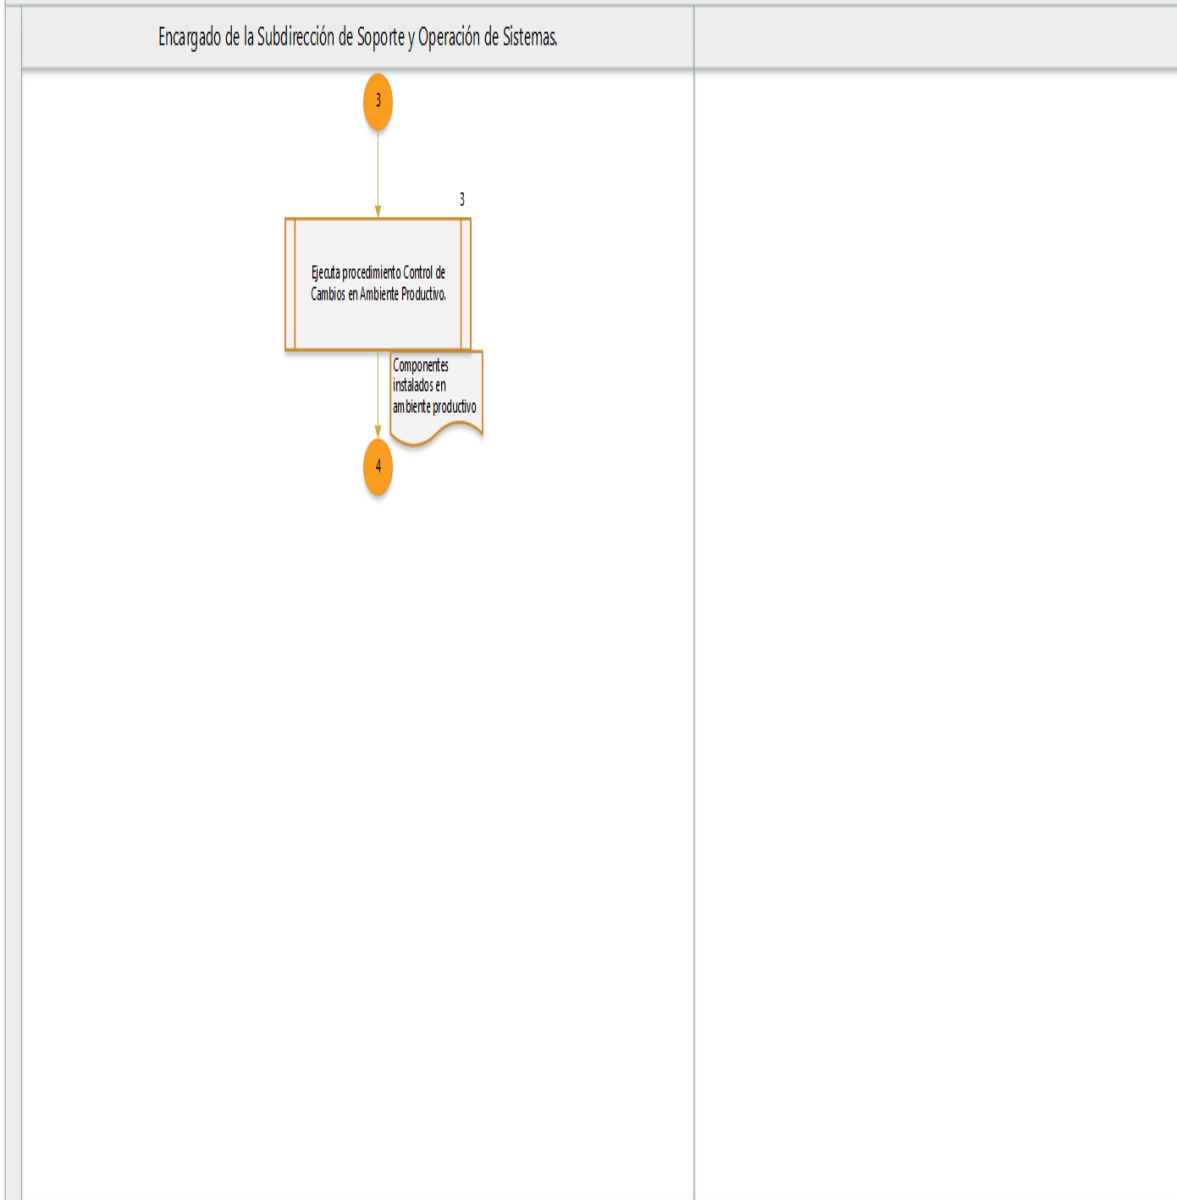 Encargado de la Subdirección de Soporte y Operación de Sistemas.
3
3
Ejecuta procedimiento Control de
Cambios en Ambiente Productivo.
Componentes
instalados en
ambiente productivo
4